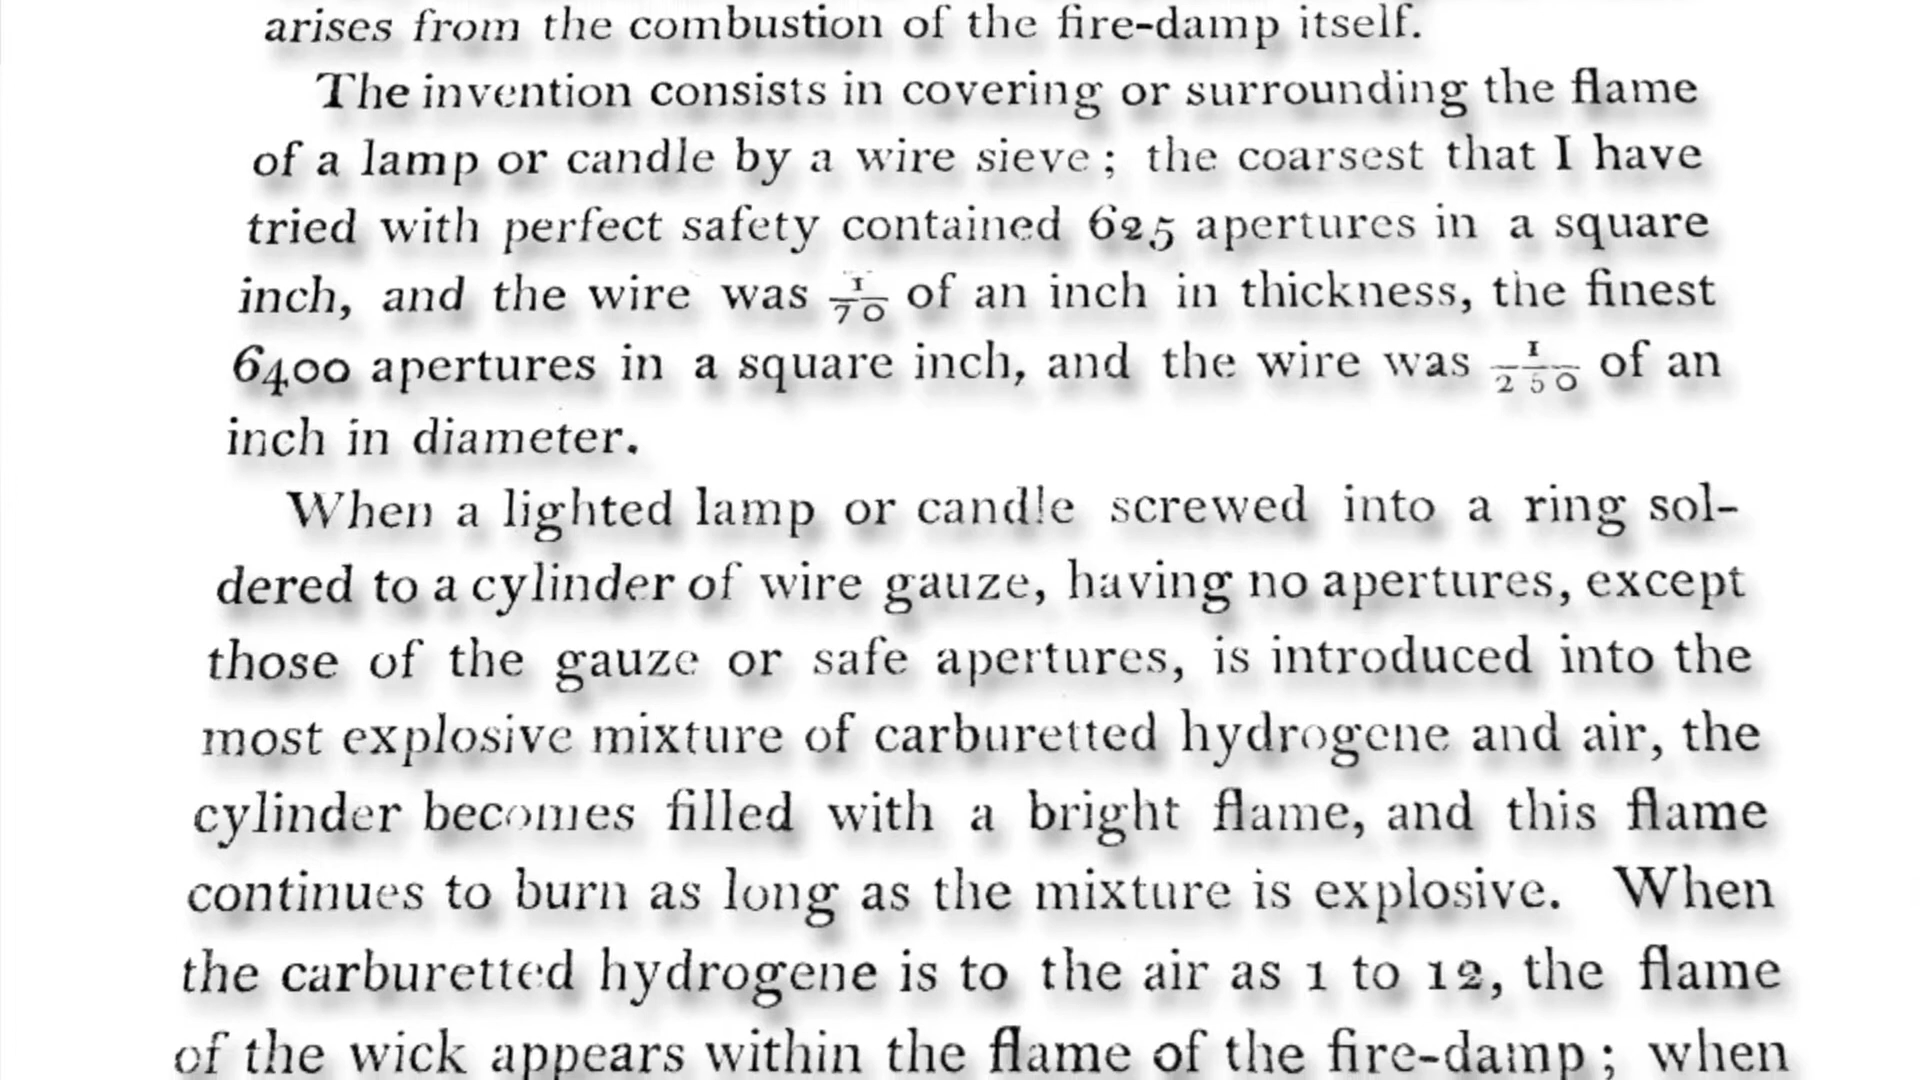 arises from the combustion of the fire-damp itself.
The invention consists in covering or surrounding the flame
of a lamp or candle by a wire sieve; the coarsest that I have
tried with perfect safety contained 625 apertures in a square
inch, and the wire was 1/70 of an inch in thickness, the finest
6400 apertures in a square inch, and the wire was 1/250 of an
inch in diameter.
When a lighted lamp or candle screwed into a ring sol-
dered to a cylinder of wire gauze, having no apertures, except
those of the gauze or safe apertures, is introduced into the
most explosive mixture of carburetted hydrogene and air, the
cylinder becomes filled with a bright flame, and this flame
continues to burn as long as the mixture is explosive. When
the carburetted hydrogene is to the air as 1 to 12, the flame
of the wick appears within the flame of the fire-damp; when